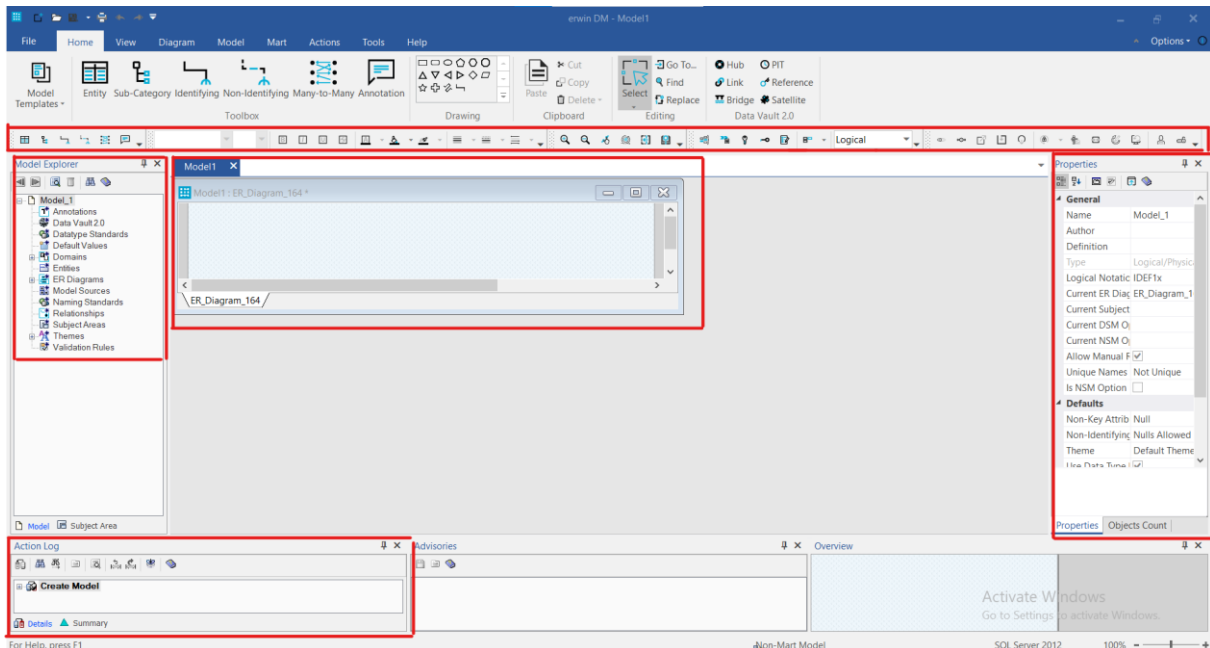 erwin DM - Model1
File Home View Diagram Model Mart Actions Tools Help Options
Model Templates
Entity Sub-Category Identifying Non-Identifying Many-to-Many Annotation
Paste Cut Copy Delete
Select Go To... Find Replace
Hub PIT
Link Reference
Bridge Satellite
Toolbox Drawing Clipboard Editing Data Vault 2.0
Logical
Model Explorer
Model_1
Annotations
Data Vault 2.0
Datatype Standards
Default Values
Domains
Entities
ER Diagrams
Model Sources
Naming Standards
Relationships
Subject Areas
Themes
Validation Rules
Model Subject Area
Model1
Model1 : ER_Diagram_164 *
ER_Diagram_164
Properties
General
Name Model_1
Author
Definition
Type Logical/Physic
Logical Notatic IDEF1x
Current ER Diag ER_Diagram_1
Current Subject
Current DSM O
Current NSM O
Allow Manual F
Unique Names Not Unique
Is NSM Option
Defaults
Non-Key Attrib Null
Non-Identifying Nulls Allowed
Theme Default Theme
Use Data Type
Properties Objects Count
Action Log
Create Model
Details Summary
Advisories
Overview
Activate Windows
Go to Settings to activate Windows.
For Help, press F1 Non-Mart Model SQL Server 2012 100%